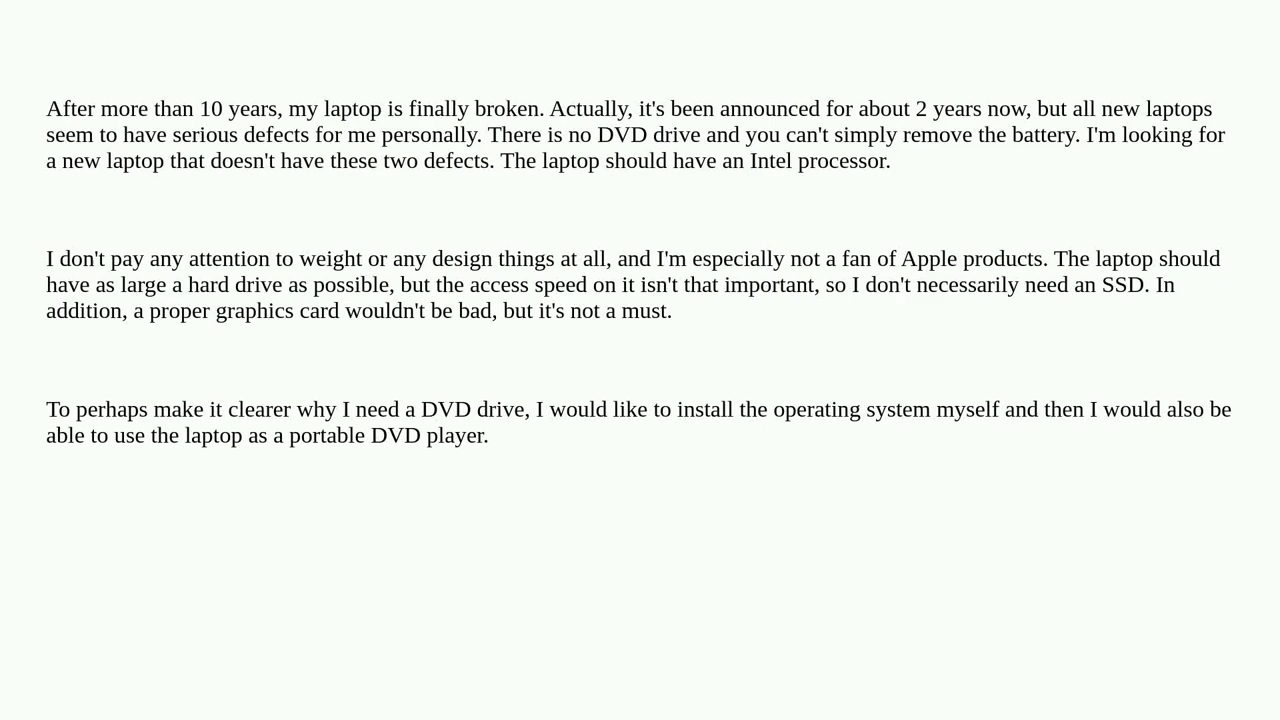 After more than 10 years, my laptop is finally broken. Actually, it's been announced for about 2 years now, but all new laptops
seem to have serious defects for me personally. There is no DVD drive and you can't simply remove the battery. I'm looking for
a new laptop that doesn't have these two defects. The laptop should have an Intel processor.
I don't pay any attention to weight or any design things at all, and I'm especially not a fan of Apple products. The laptop should
have as large a hard drive as possible, but the access speed on it isn't that important, so I don't necessarily need an SSD. In
addition, a proper graphics card wouldn't be bad, but it's not a must.
To perhaps make it clearer why I need a DVD drive, I would like to install the operating system myself and then I would also be
able to use the laptop as a portable DVD player.